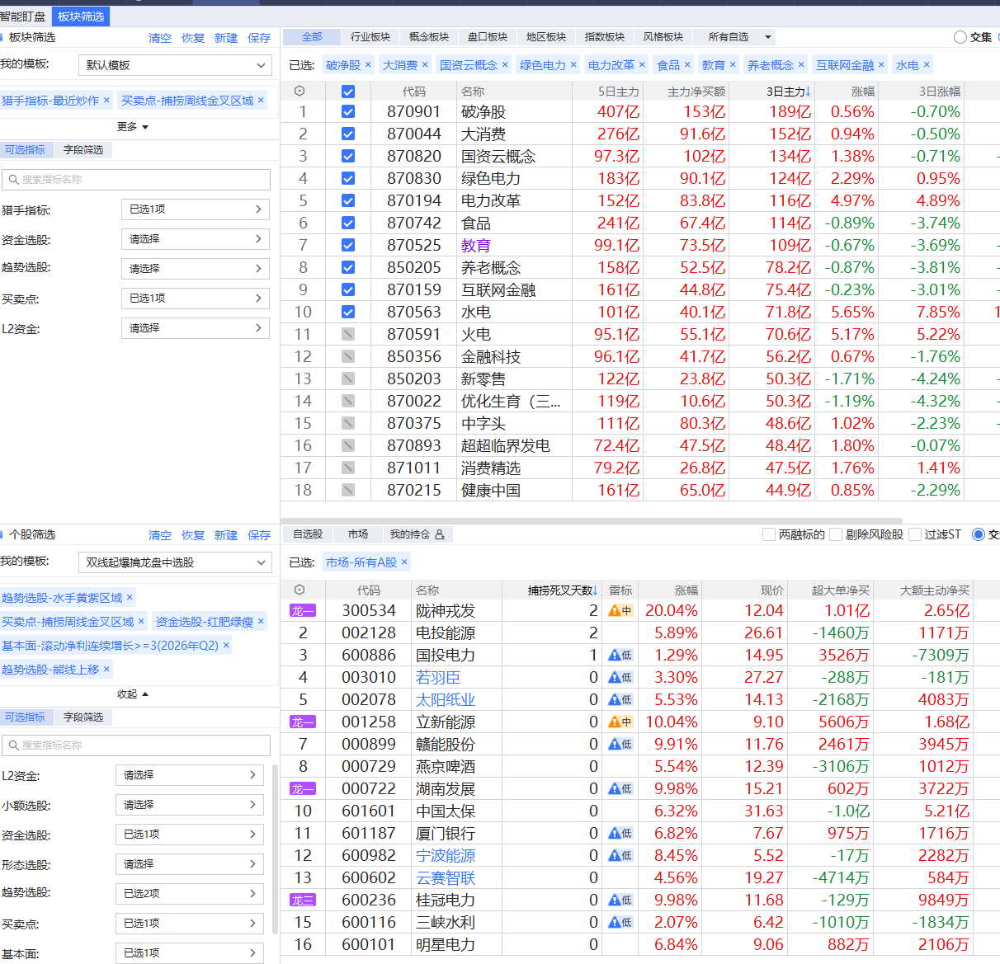 智能盯盘 板块筛选
板块筛选 清空 恢复 新建 保存
我的模板: 默认模板
猎手指标-最近炒作 × 买卖点-捕捞周线金叉区域 ×
更多
可选指标 字段筛选
搜索指标名称
猎手指标: 已选1项
资金选股: 请选择
趋势选股: 请选择
买卖点: 已选1项
L2资金: 请选择
全部 行业板块 概念板块 盘口板块 地区板块 指数板块 风格板块 所有自选 交集
已选: 破净股 × 大消费 × 国资云概念 × 绿色电力 × 电力改革 × 食品 × 教育 × 养老概念 × 互联网金融 × 水电 ×
代码 名称 5日主力 主力净买额 3日主力↓ 涨幅 3日涨幅
1 870901 破净股 407亿 153亿 189亿 0.56% -0.70%
2 870044 大消费 276亿 91.6亿 152亿 0.94% -0.50%
3 870820 国资云概念 97.3亿 102亿 134亿 1.38% -0.71%
4 870830 绿色电力 183亿 90.1亿 124亿 2.29% 0.95%
5 870194 电力改革 152亿 83.8亿 116亿 4.97% 4.89%
6 870742 食品 241亿 67.4亿 114亿 -0.89% -3.74%
7 870525 教育 99.1亿 73.5亿 109亿 -0.67% -3.69%
8 850205 养老概念 158亿 52.5亿 78.2亿 -0.87% -3.81%
9 870159 互联网金融 161亿 44.8亿 75.4亿 -0.23% -3.01%
10 870563 水电 101亿 40.1亿 71.8亿 5.65% 7.85% 1
11 870591 火电 95.1亿 55.1亿 70.6亿 5.17% 5.22%
12 850356 金融科技 96.1亿 41.7亿 56.2亿 0.67% -1.76%
13 850203 新零售 122亿 23.8亿 50.3亿 -1.71% -4.24%
14 870022 优化生育（三... 119亿 10.6亿 50.3亿 -1.19% -4.32%
15 870375 中字头 111亿 80.3亿 48.6亿 1.02% -2.23%
16 870893 超超临界发电 72.4亿 47.5亿 48.4亿 1.80% -0.07%
17 871011 消费精选 79.2亿 26.8亿 47.5亿 1.76% 1.41%
18 870215 健康中国 161亿 65.0亿 44.9亿 0.85% -2.29%
个股筛选 清空 恢复 新建 保存
我的模板: 双线起爆擒龙盘中选股
趋势选股-水手黄紫区域 ×
买卖点-捕捞周线金叉区域 × 资金选股-红肥绿瘦 ×
基本面-滚动净利连续增长>=3(2026年Q2) ×
趋势选股-熊线上移 ×
收起
可选指标 字段筛选
搜索指标名称
L2资金: 请选择
小额选股: 请选择
资金选股: 已选1项
形态选股: 请选择
趋势选股: 已选2项
买卖点: 已选1项
基本面: 已选1项
自选股 市场 我的持仓 两融标的 剔除风险股 过滤ST 交
已选: 市场-所有A股 ×
代码 名称 捕捞死叉天数↓ 雷标 涨幅 现价 超大单净买 大额主动净买
龙一 300534 陇神戎发 2 中 20.04% 12.04 1.01亿 2.65亿
2 002128 电投能源 2 5.89% 26.61 -1460万 1171万
3 600886 国投电力 1 低 1.29% 14.95 3526万 -7309万
4 003010 若羽臣 0 低 3.30% 27.27 -288万 -181万
5 002078 太阳纸业 0 低 5.53% 14.13 -2168万 4083万
龙一 001258 立新能源 0 中 10.04% 9.10 5606万 1.68亿
7 000899 赣能股份 0 低 9.91% 11.76 2461万 3945万
8 000729 燕京啤酒 0 5.54% 12.39 -3106万 1012万
龙一 000722 湖南发展 0 低 9.98% 15.21 602万 3722万
10 601601 中国太保 0 6.32% 31.63 -1.0亿 5.21亿
11 601187 厦门银行 0 低 6.82% 7.67 975万 1716万
12 600982 宁波能源 0 低 8.45% 5.52 -17万 2282万
13 600602 云赛智联 0 4.56% 19.27 -4714万 584万
龙三 600236 桂冠电力 0 低 9.98% 11.68 -129万 9849万
15 600116 三峡水利 0 低 2.07% 6.42 -1010万 -1834万
16 600101 明星电力 0 6.84% 9.06 882万 2106万